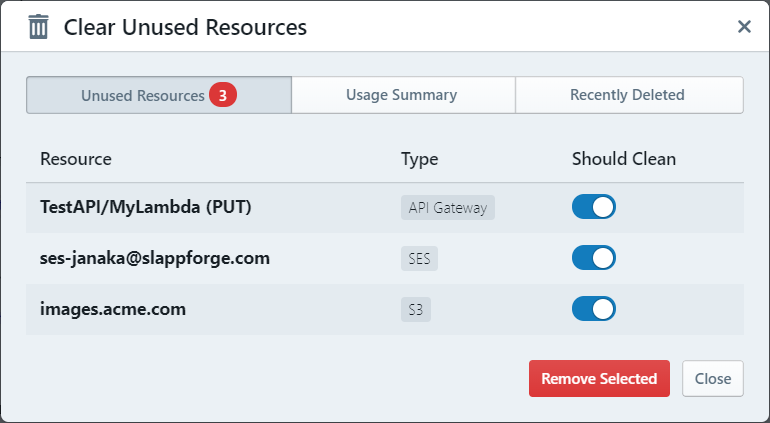 Clear Unused Resources
Unused Resources 3 Usage Summary Recently Deleted
Resource Type Should Clean
TestAPI/MyLambda (PUT) API Gateway
ses-janaka@slappforge.com SES
images.acme.com S3
Remove Selected Close